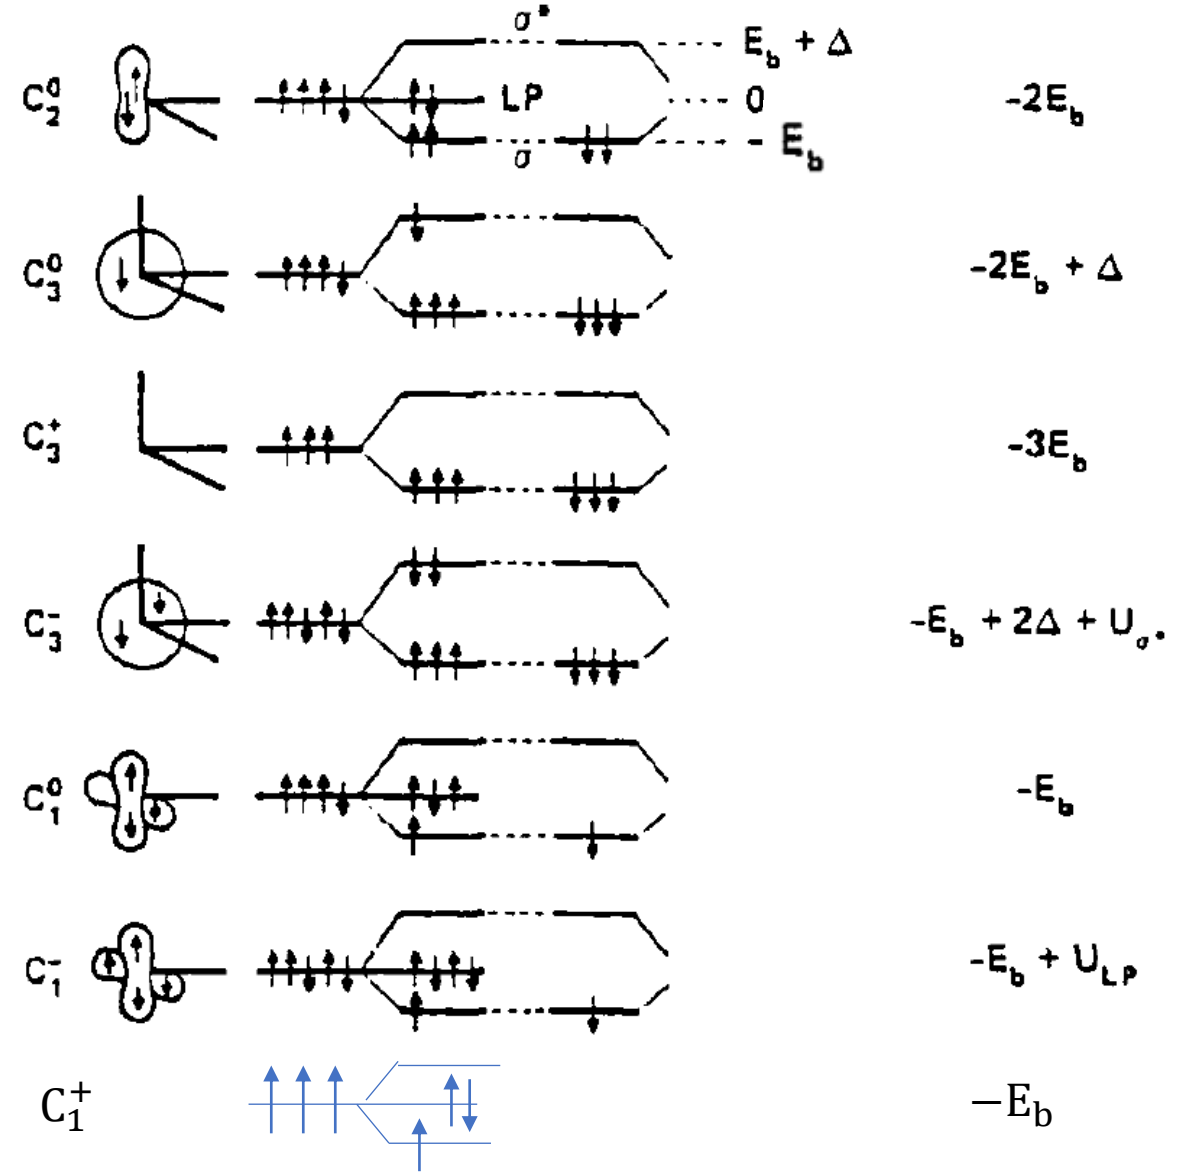 σ*
E_b + Δ
C₂⁰ LP 0 -2E_b
σ - E_b
C₃⁰ -2E_b + Δ
C₃⁺ -3E_b
C₃⁻ -E_b + 2Δ + U_σ*
C₁⁰ -E_b
C₁⁻ -E_b + U_LP
C₁⁺ −E_b